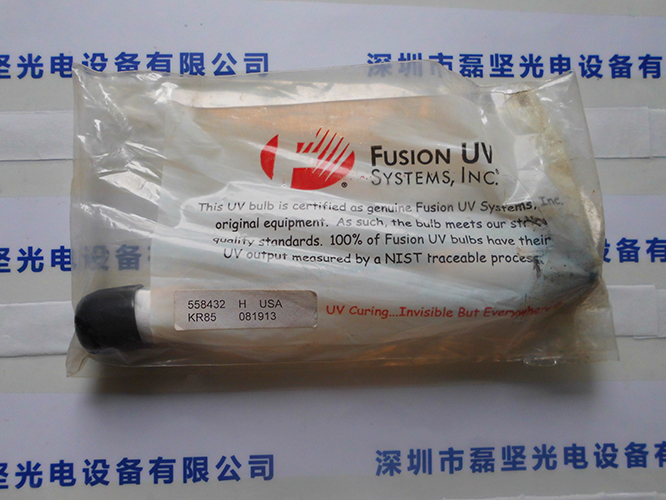 坚光电设备有限公司 深圳市磊坚光电设备有
FUSION UV
SYSTEMS, INC.
This UV bulb is certified as genuine Fusion UV Systems, Inc.
original equipment. As such, the bulb meets our strict
quality standards. 100% of Fusion UV bulbs have their
UV output measured by a NIST traceable process.
坚光电设备有限公司 深圳市磊坚光电设备有
558432 H USA
KR85 081913
UV Curing...Invisible But Everywhere
坚光电设备有限公司 深圳市磊坚光电设备有